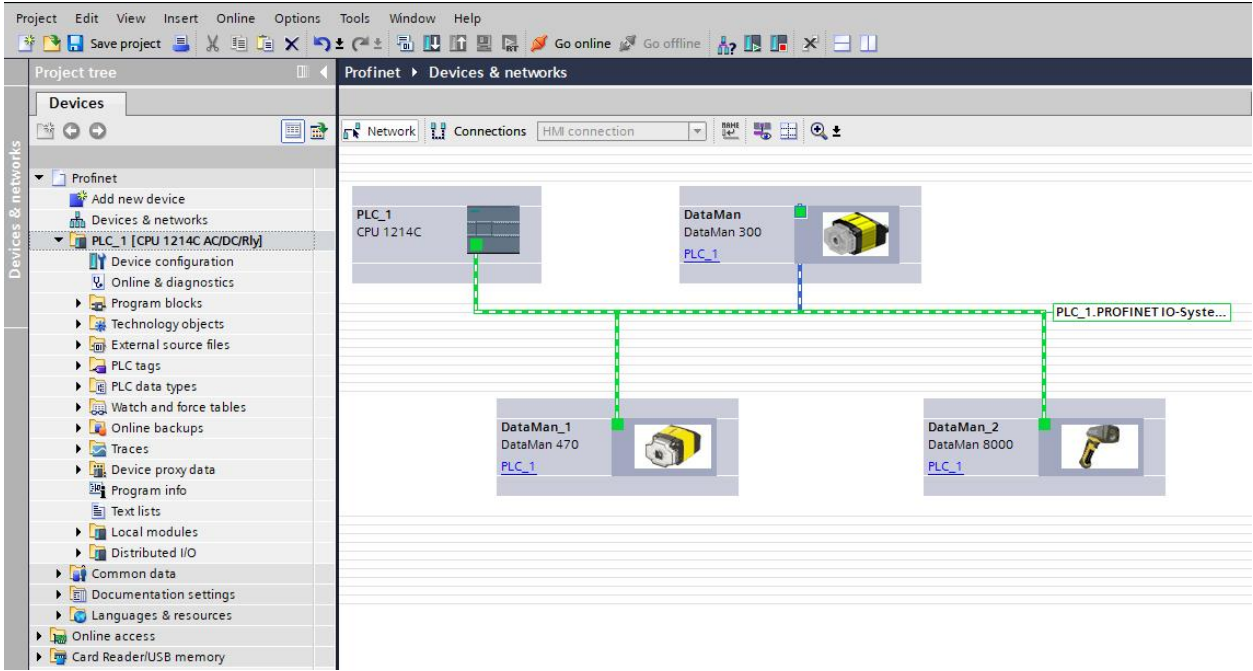 Project Edit View Insert Online Options Tools Window Help
Save project Go online Go offline
Project tree
Profinet Devices & networks
Devices
Network Connections HMI connection
Devices & networks
Profinet
Add new device
Devices & networks
PLC_1 [CPU 1214C AC/DC/Rly]
Device configuration
Online & diagnostics
Program blocks
Technology objects
External source files
PLC tags
PLC data types
Watch and force tables
Online backups
Traces
Device proxy data
Program info
Text lists
Local modules
Distributed I/O
Common data
Documentation settings
Languages & resources
Online access
Card Reader/USB memory
PLC_1
CPU 1214C
DataMan
DataMan 300
PLC_1
PLC_1.PROFINET IO-Syste...
DataMan_1
DataMan 470
PLC_1
DataMan_2
DataMan 8000
PLC_1